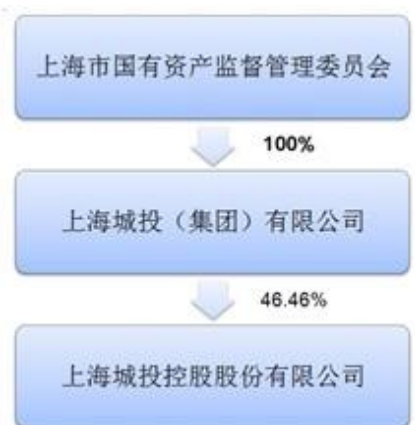 上海市国有资产监督管理委员会
100%
上海城投（集团）有限公司
46.46%
上海城投控股股份有限公司